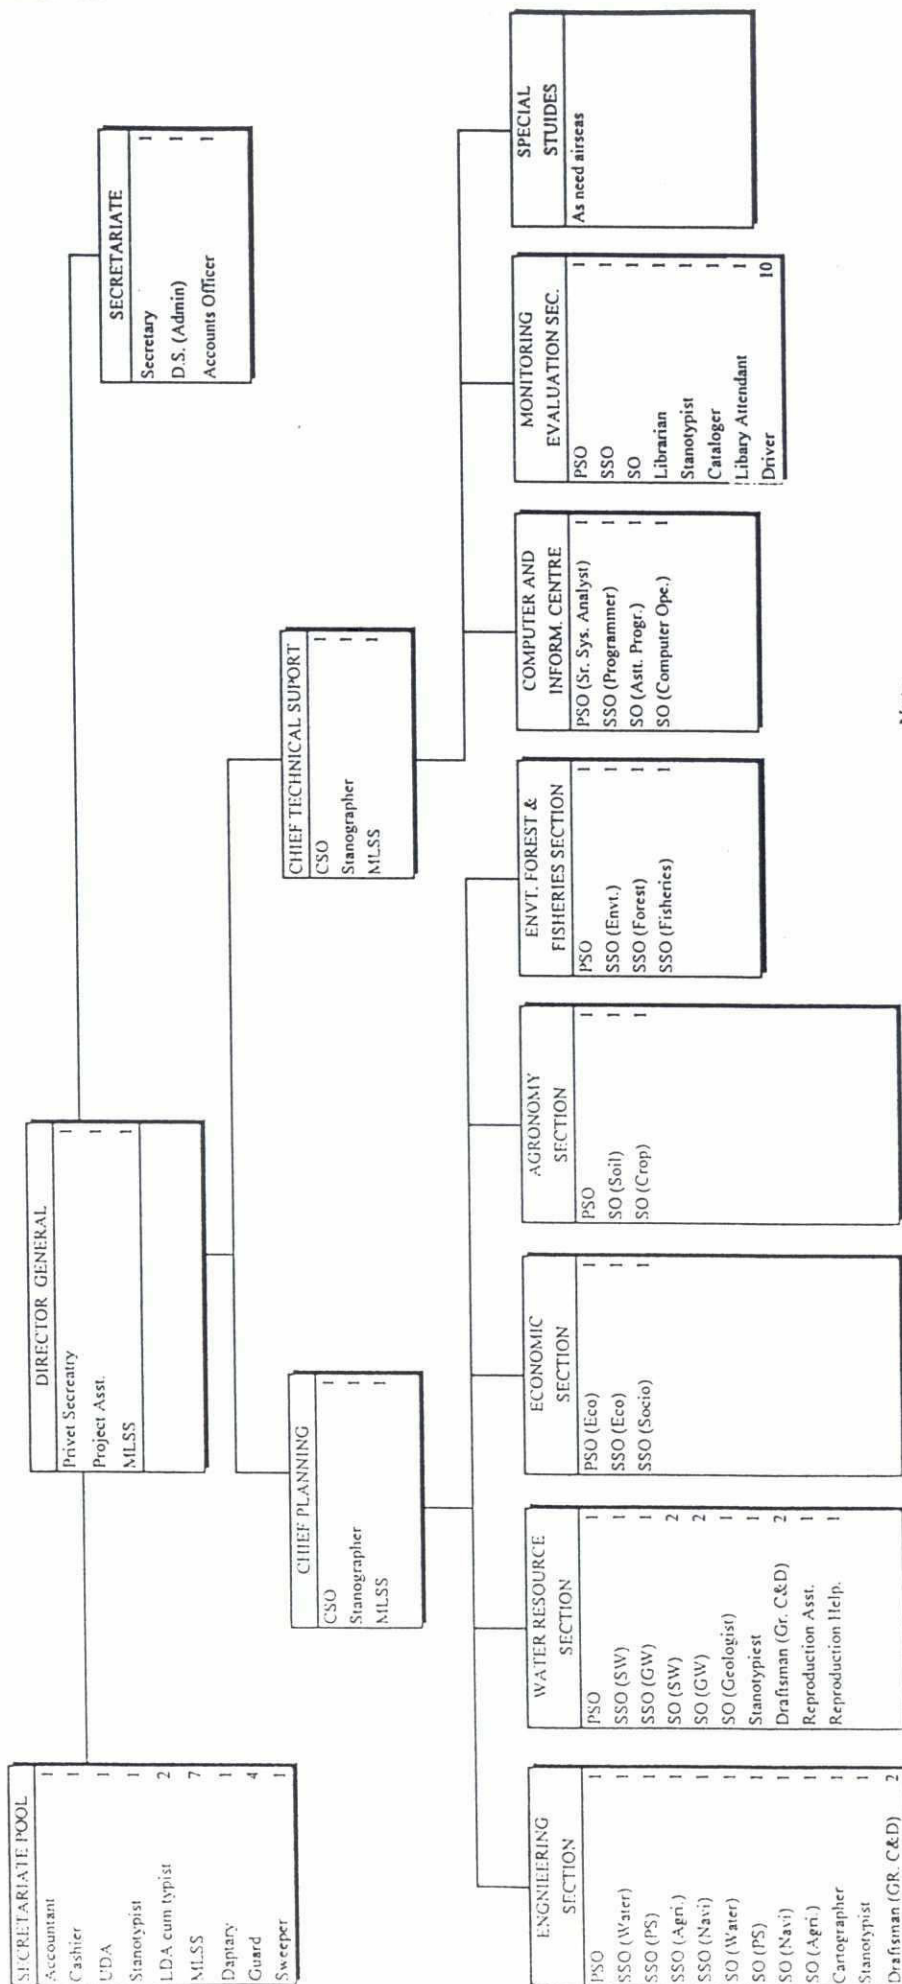 SECRETARIATE POOL
Accountant 1
Cashier 1
UDA 1
Stanotypist 1
LDA cum typist 2
MLSS 7
Daptary 1
Guard 4
Sweeper 1
DIRECTOR GENERAL
Privet Secreatry 1
Project Asst. 1
MLSS 1
SECRETARIATE
Secretary 1
D.S. (Admin) 1
Accounts Officer 1
CHIEF PLANNING
CSO 1
Stanographer 1
MLSS 1
CHIEF TECHNICAL SUPORT
CSO 1
Stanographer 1
MLSS 1
ENGNIEERING
SECTION
PSO 1
SSO (Water) 1
SSO (PS) 1
SSO (Agri.) 1
SSO (Navi) 1
SO (Water) 1
SO (PS) 1
SO (Navi) 1
SO (Agri.) 1
Cartographer 1
Stanotypist 1
Drafisman (GR. C&D) 2
WATER RESOURCE
SECTION
PSO 1
SSO (SW) 1
SSO (GW) 1
SO (SW) 2
SO (GW) 2
SO (Geologist) 1
Stanotypiest 1
Drafisman (Gr. C&D) 2
Reproduction Asst. 1
Reproduction Help. 1
ECONOMIC
SECTION
PSO (Eco) 1
SSO (Eco) 1
SSO (Socio) 1
AGRONOMY
SECTION
PSO 1
SO (Soil) 1
SO (Crop) 1
ENVT. FOREST &
FISHERIES SECTION
PSO 1
SSO (Envt.) 1
SSO (Forest) 1
SSO (Fisheries) 1
COMPUTER AND
INFORM. CENTRE
PSO (Sr. Sys. Analyst) 1
SSO (Programmer) 1
SO (Astt. Progr.) 1
SO (Computer Ope.) 1
MONITORING
EVALUATION SEC.
PSO 1
SSO 1
SO 1
Librarian 1
Stanotypist 1
Cataloger 1
Libary Attendant 1
Driver 10
SPECIAL
STUIDES
As need airseas